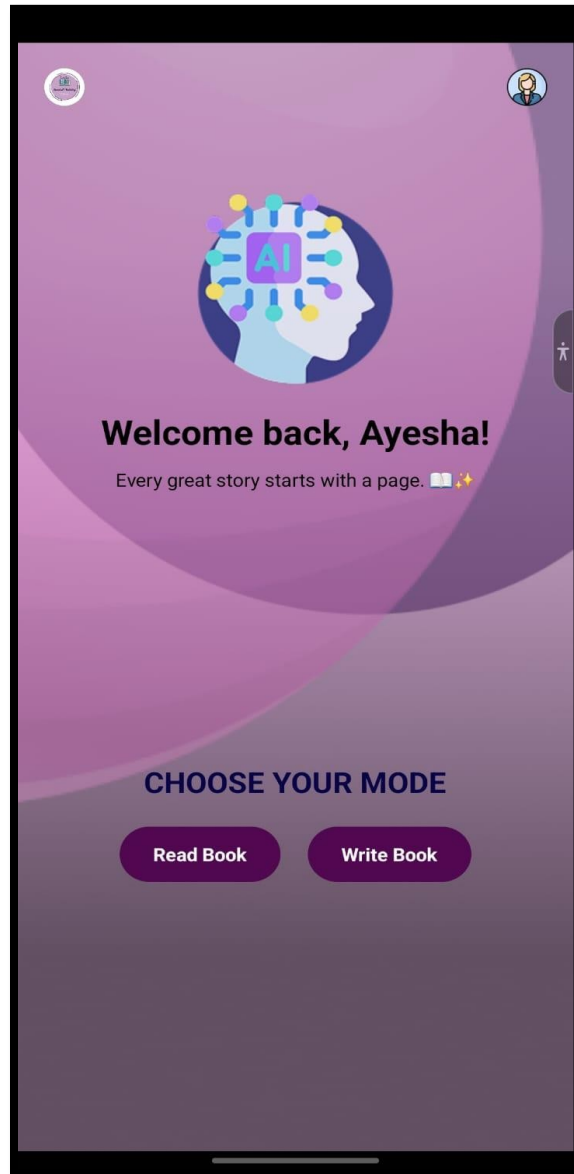 AI
Welcome back, Ayesha!
Every great story starts with a page. 📖✨
CHOOSE YOUR MODE
Read Book
Write Book